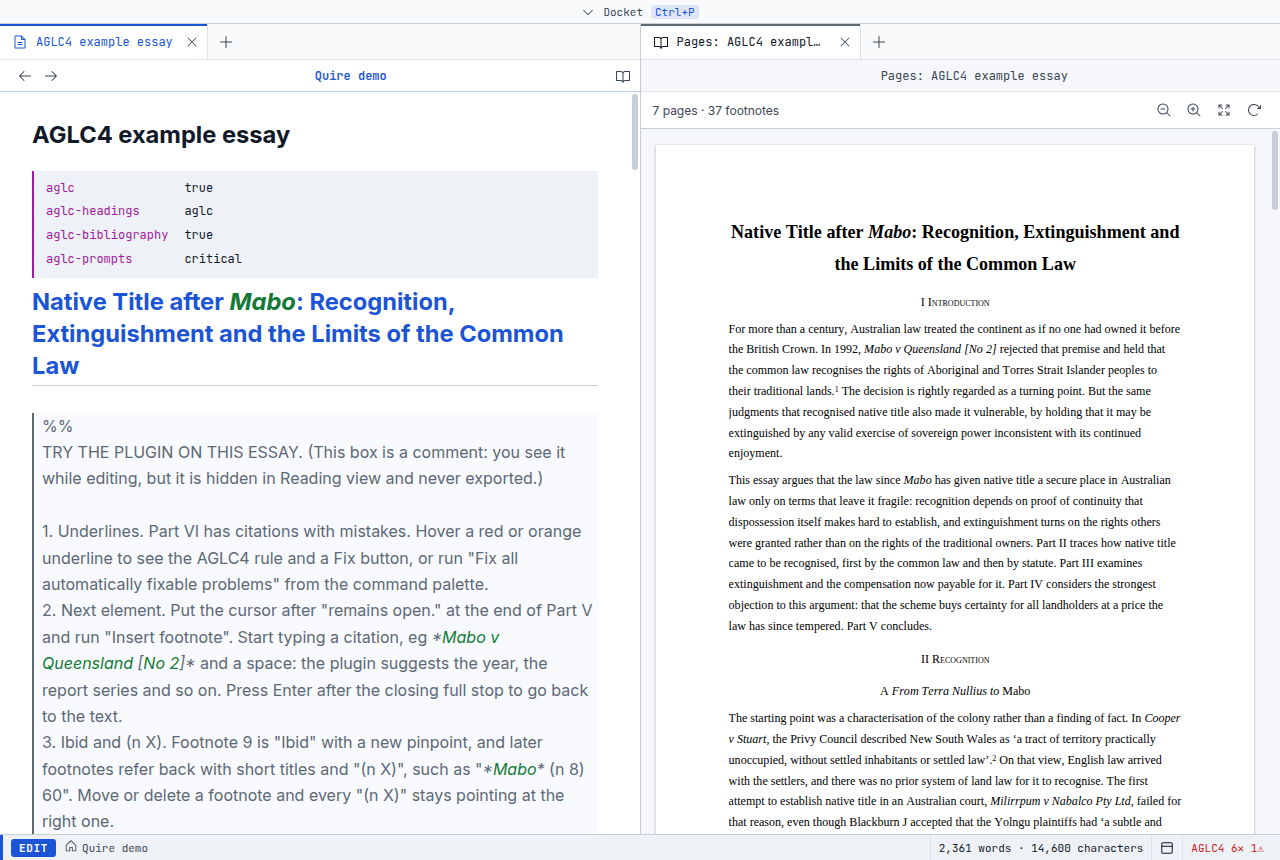 Docket Ctrl+P
AGLC4 example essay
Pages: AGLC4 exampl…
Quire demo
Pages: AGLC4 example essay
7 pages · 37 footnotes
AGLC4 example essay
aglc true
aglc-headings aglc
aglc-bibliography true
aglc-prompts critical
Native Title after Mabo: Recognition,
Extinguishment and the Limits of the Common
Law
%%
TRY THE PLUGIN ON THIS ESSAY. (This box is a comment: you see it
while editing, but it is hidden in Reading view and never exported.)
1. Underlines. Part VI has citations with mistakes. Hover a red or orange
underline to see the AGLC4 rule and a Fix button, or run "Fix all
automatically fixable problems" from the command palette.
2. Next element. Put the cursor after "remains open." at the end of Part V
and run "Insert footnote". Start typing a citation, eg *Mabo v
Queensland [No 2]* and a space: the plugin suggests the year, the
report series and so on. Press Enter after the closing full stop to go back
to the text.
3. Ibid and (n X). Footnote 9 is "Ibid" with a new pinpoint, and later
footnotes refer back with short titles and "(n X)", such as "*Mabo* (n 8)
60". Move or delete a footnote and every "(n X)" stays pointing at the
right one.
Native Title after Mabo: Recognition, Extinguishment and
the Limits of the Common Law
I Introduction
For more than a century, Australian law treated the continent as if no one had owned it before
the British Crown. In 1992, Mabo v Queensland [No 2] rejected that premise and held that
the common law recognises the rights of Aboriginal and Torres Strait Islander peoples to
their traditional lands.1 The decision is rightly regarded as a turning point. But the same
judgments that recognised native title also made it vulnerable, by holding that it may be
extinguished by any valid exercise of sovereign power inconsistent with its continued
enjoyment.
This essay argues that the law since Mabo has given native title a secure place in Australian
law only on terms that leave it fragile: recognition depends on proof of continuity that
dispossession itself makes hard to establish, and extinguishment turns on the rights others
were granted rather than on the rights of the traditional owners. Part II traces how native title
came to be recognised, first by the common law and then by statute. Part III examines
extinguishment and the compensation now payable for it. Part IV considers the strongest
objection to this argument: that the scheme buys certainty for all landholders at a price the
law has since tempered. Part V concludes.
II Recognition
A From Terra Nullius to Mabo
The starting point was a characterisation of the colony rather than a finding of fact. In Cooper
v Stuart, the Privy Council described New South Wales as ‘a tract of territory practically
unoccupied, without settled inhabitants or settled law’.2 On that view, English law arrived
with the settlers, and there was no prior system of land law for it to recognise. The first
attempt to establish native title in an Australian court, Milirrpum v Nabalco Pty Ltd, failed for
that reason, even though Blackburn J accepted that the Yolngu plaintiffs had ‘a subtle and
EDIT Quire demo
2,361 words · 14,600 characters
AGLC4 6× 1⚠